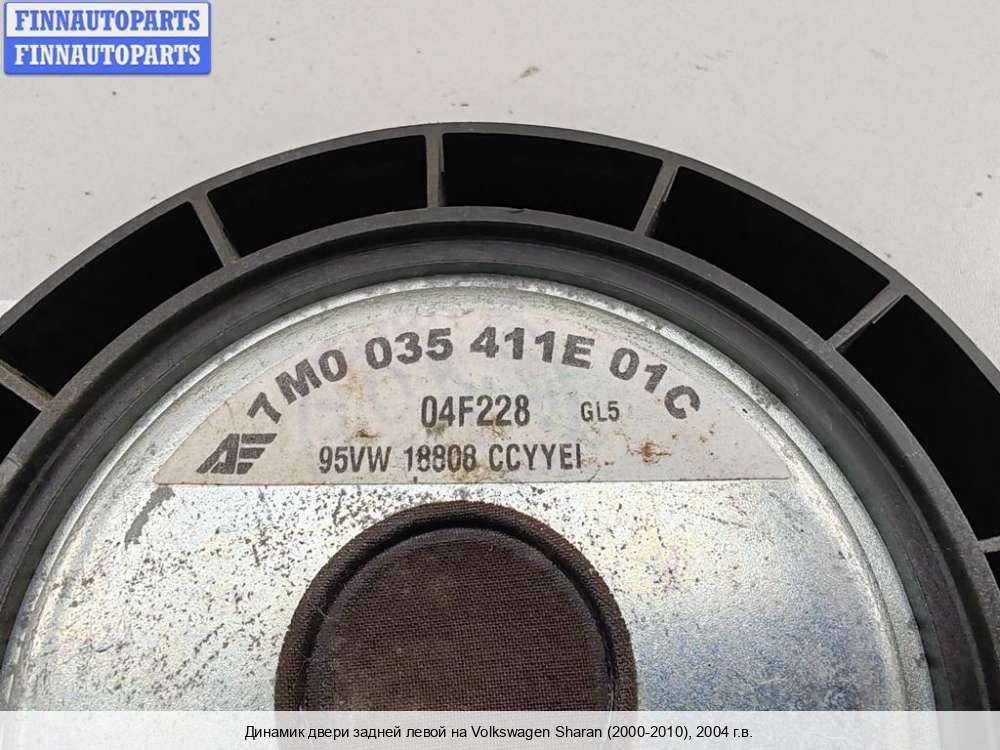 FINNAUTOPARTS
FINNAUTOPARTS
1M0 035 411E 01C
04F228 GL5
95VW 18808 CCYYEI
Динамик двери задней левой на Volkswagen Sharan (2000-2010), 2004 г.в.